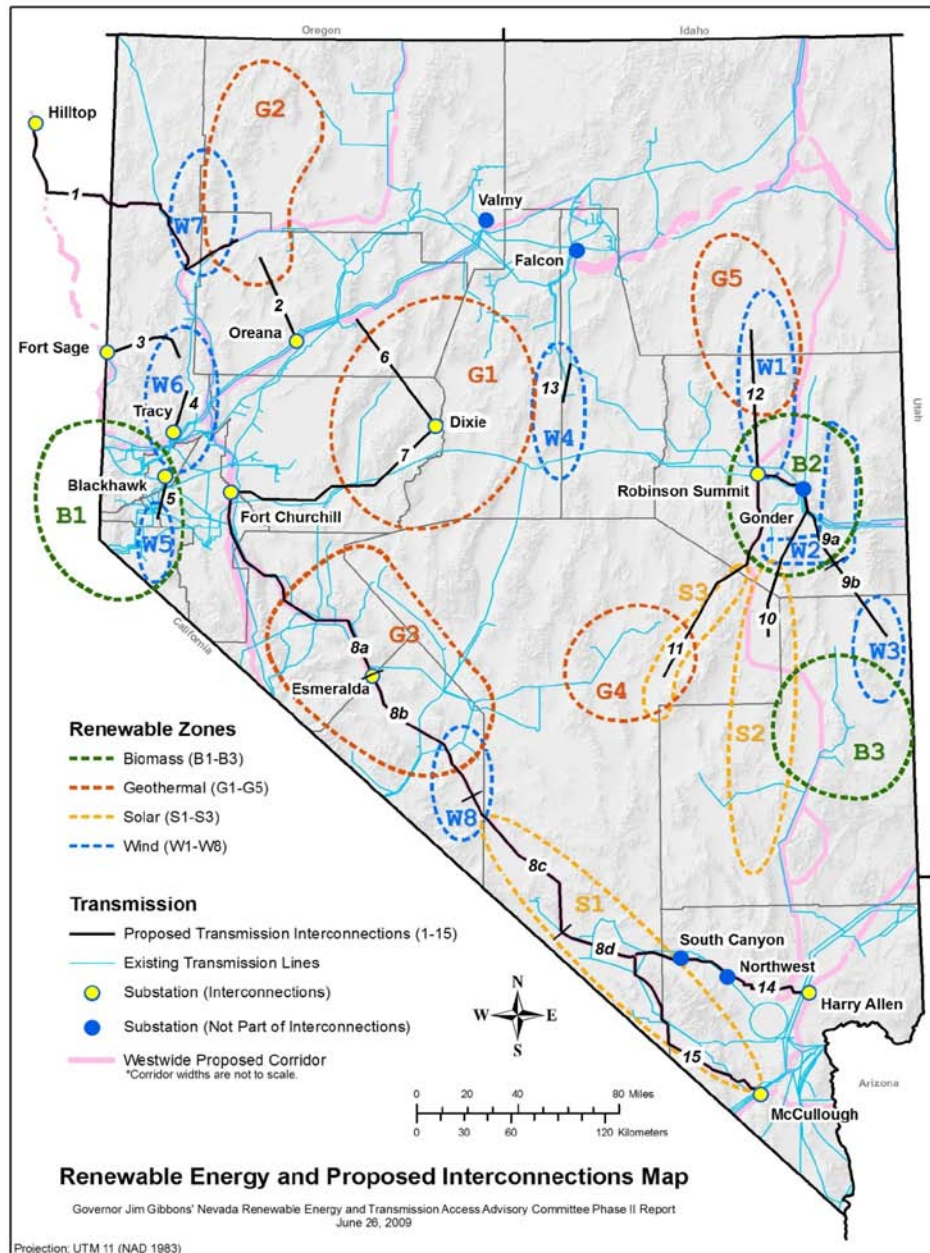 Oregon
Idaho
Hilltop
G2
1
W7
Valmy
Falcon
G5
2
Oreana
3
Fort Sage
6
G1
W1
W6
4
13
12
Tracy
Dixie
W4
Utah
7
B2
Blackhawk
Robinson Summit
5
B1
Fort Churchill
Gonder
W5
W2
9a
9b
S3
California
10
G3
8a
11
W3
Esmeralda
G4
8b
S2
B3
W8
8c
S1
8d
South Canyon
Northwest
14
Harry Allen
15
Arizona
McCullough
Renewable Zones
Biomass (B1-B3)
Geothermal (G1-G5)
Solar (S1-S3)
Wind (W1-W8)
Transmission
Proposed Transmission Interconnections (1-15)
Existing Transmission Lines
Substation (Interconnections)
Substation (Not Part of Interconnections)
Westwide Proposed Corridor
*Corridor widths are not to scale.
N
W E
S
0 20 40 80 Miles
0 30 60 120 Kilometers
Renewable Energy and Proposed Interconnections Map
Governor Jim Gibbons' Nevada Renewable Energy and Transmission Access Advisory Committee Phase II Report
June 26, 2009
Projection: UTM 11 (NAD 1983)